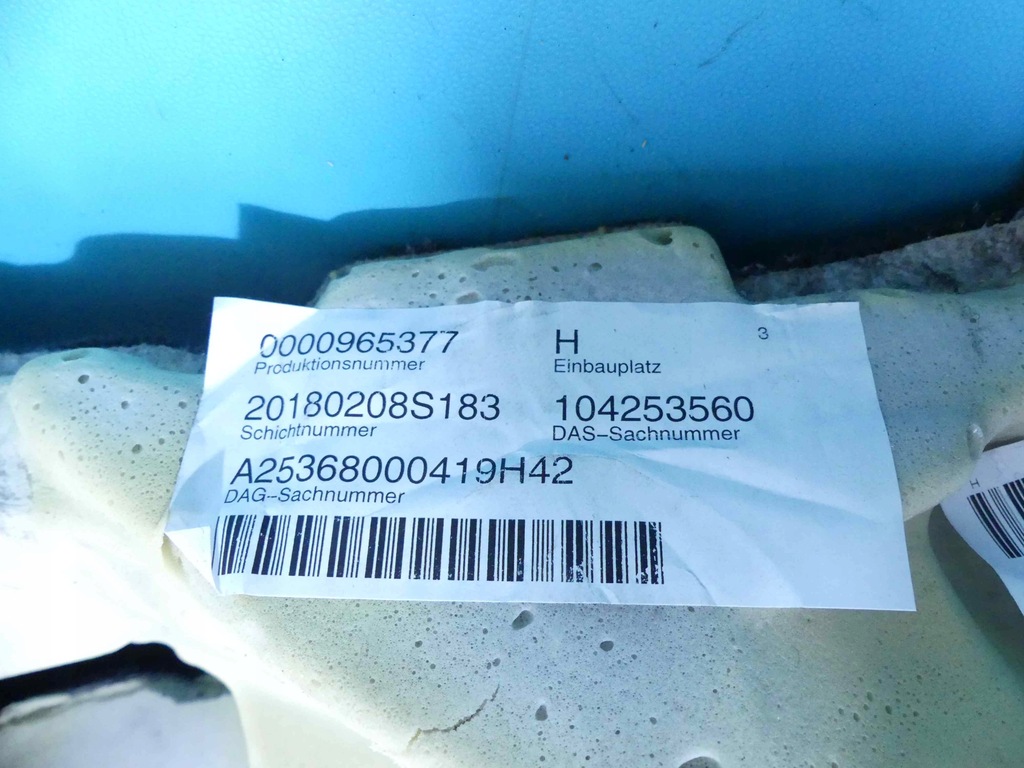 0000965377 H 3
Produktionsnummer Einbauplatz
20180208S183 104253560
Schichtnummer DAS-Sachnummer
A25368000419H42
DAG-Sachnummer
H